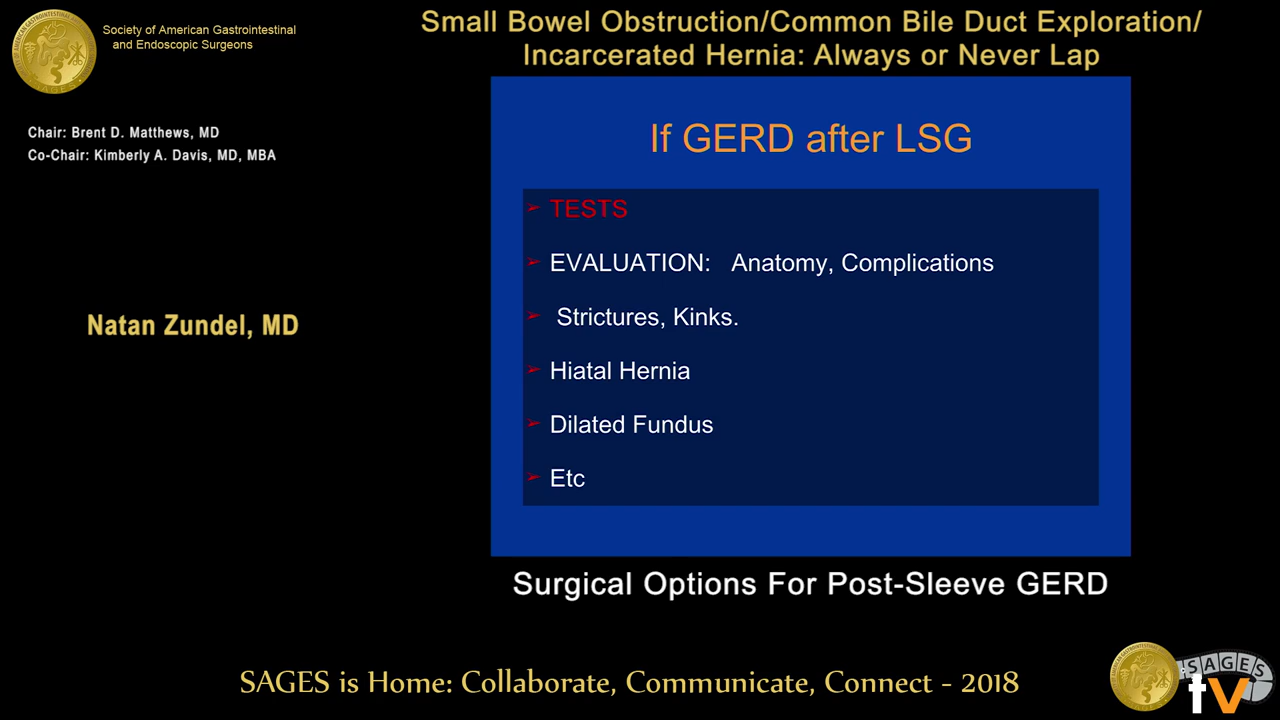 Society of American Gastrointestinal
and Endoscopic Surgeons
Small Bowel Obstruction/Common Bile Duct Exploration/
Incarcerated Hernia: Always or Never Lap
Chair: Brent D. Matthews, MD
Co-Chair: Kimberly A. Davis, MD, MBA
Natan Zundel, MD
If GERD after LSG
➢ TESTS
➢ EVALUATION: Anatomy, Complications
➢ Strictures, Kinks.
➢ Hiatal Hernia
➢ Dilated Fundus
➢ Etc
Surgical Options For Post-Sleeve GERD
SAGES is Home: Collaborate, Communicate, Connect - 2018
SAGES
tv